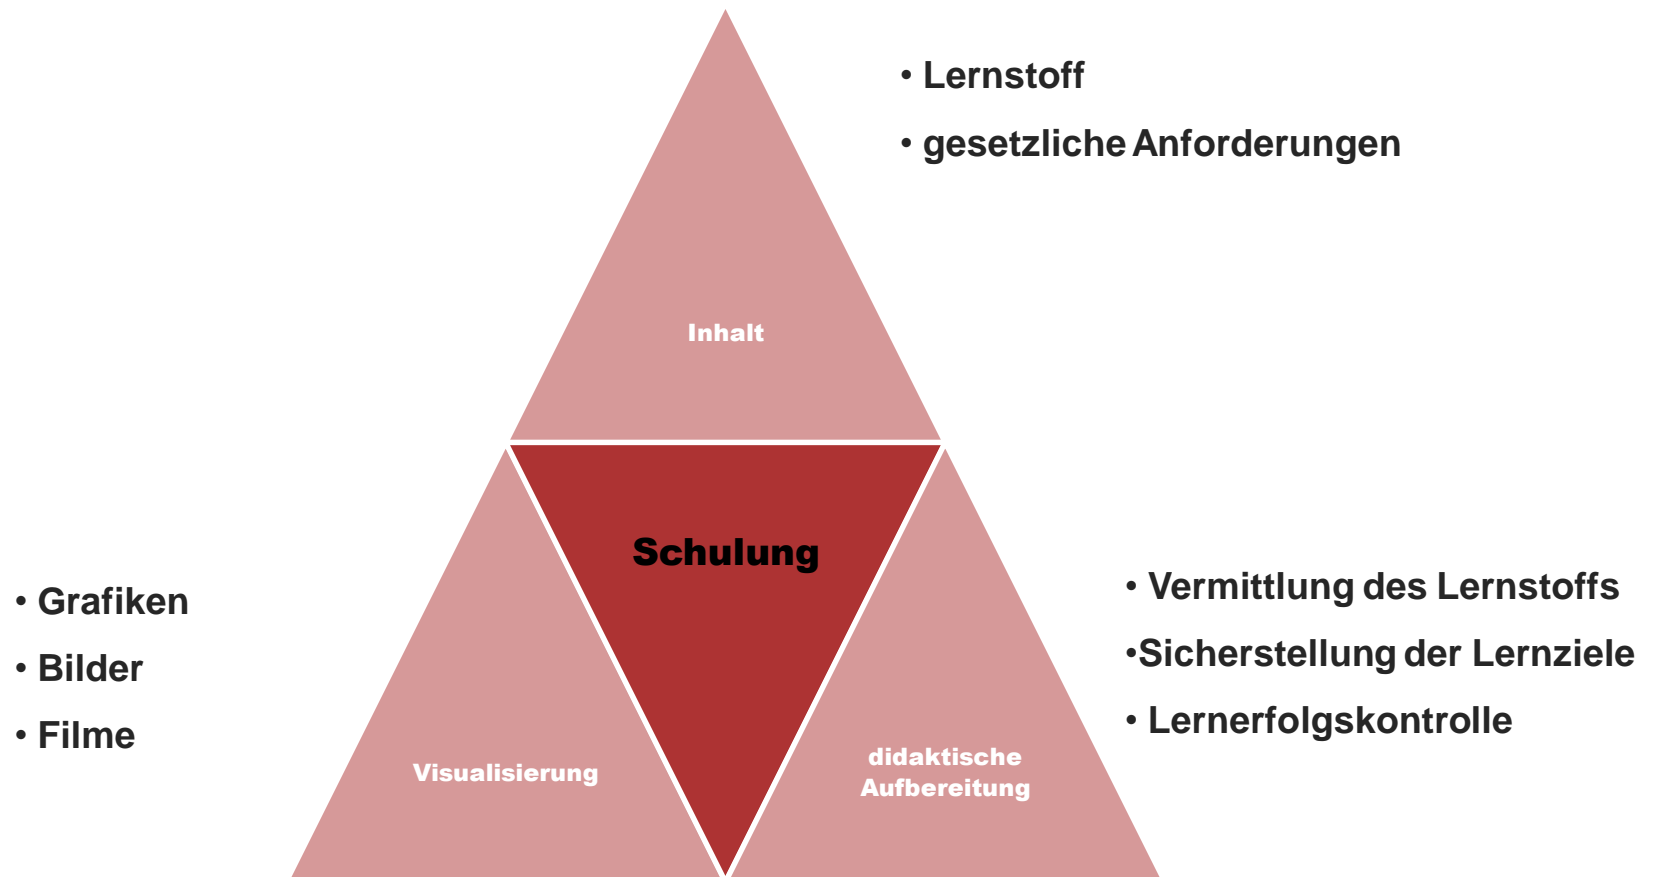 • Lernstoff
• gesetzliche Anforderungen
Inhalt
Schulung
• Grafiken
• Bilder
• Filme
Visualisierung
didaktische
Aufbereitung
• Vermittlung des Lernstoffs
•Sicherstellung der Lernziele
• Lernerfolgskontrolle